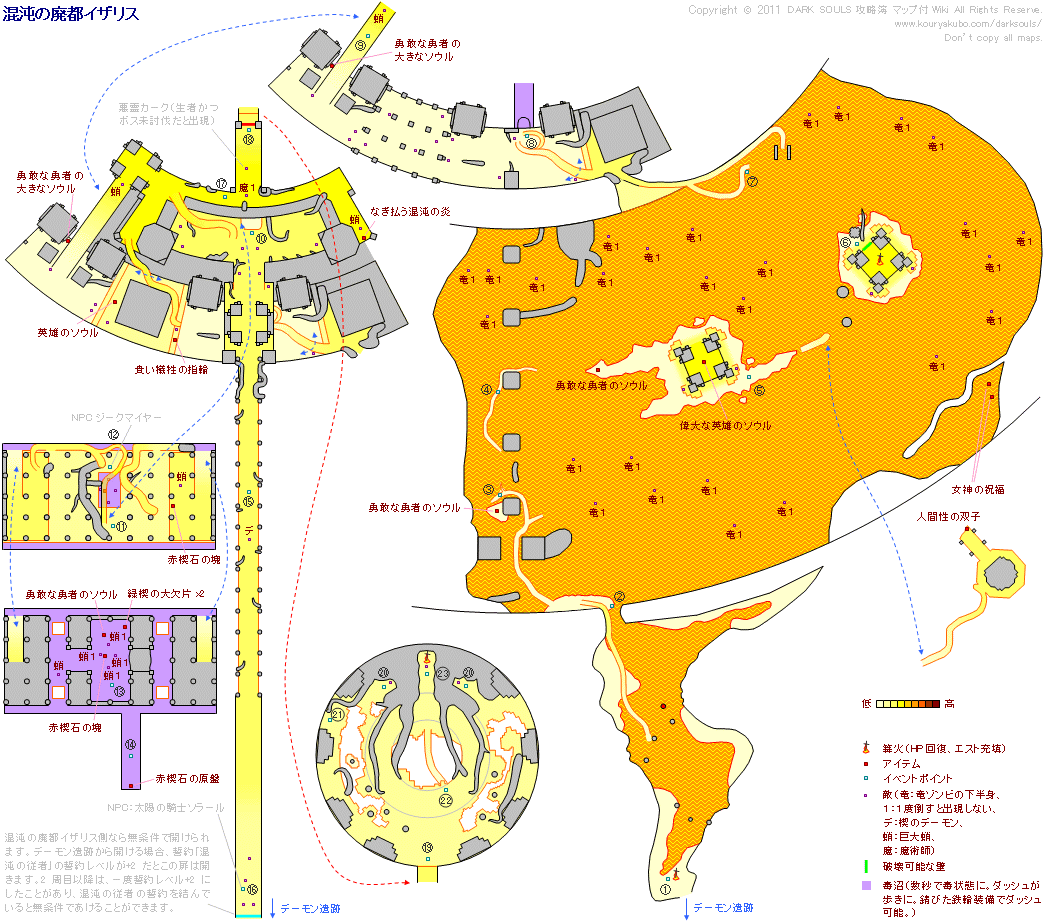 混沌の廃都イザリス
Copyright © 2011 DARK SOULS 攻略簿 マップ付 Wiki All Rights Reserve.
www.kouryakubo.com/darksouls/
Don't copy all maps.
蛸
⑨
勇敢な勇者の
大きなソウル
悪霊カーク(生者かつ
ボス未討伐だと出現)
⑧
竜1
竜1
竜1
竜1
⑱
勇敢な勇者の
大きなソウル
蛸
⑰
魔1
⑦
なぎ払う混沌の炎
蛸
⑩
竜1
竜1
竜1
竜1
竜1
竜1
⑥
竜1
竜1
竜1
竜1
竜1
竜1
竜1
竜1
竜1
竜1
竜1
竜1
英雄のソウル
貪い犠牲の指輪
④
勇敢な勇者のソウル
⑤
偉大な英雄のソウル
NPC ジークマイヤー
⑫
蛸
⑪
赤楔石の塊
⑮
デ
竜1
竜1
③
勇敢な勇者のソウル
竜1
竜1
竜1
竜1
竜1
女神の祝福
人間性の双子
勇敢な勇者のソウル
緑楔の大欠片 x2
②
蛸1
蛸1
蛸
蛸1
蛸1
⑬
赤楔石の塊
⑭
赤楔石の原盤
⑳
㉓
⑳
㉑
㉒
⑲
NPC: 太陽の騎士ソラール
混沌の廃都イザリス側なら無条件で開けられ
ます。デーモン遺跡から開ける場合、誓約「混
沌の従者」の誓約レベルが+2 だとこの扉は開
きます。2 周目以降は、一度誓約レベル+2 に
したことがあり、混沌の従者の誓約を結んで
いると無条件であけることができます。
⑯
デーモン遺跡
①
デーモン遺跡
低
高
篝火(HP 回復、エスト充填)
アイテム
イベントポイント
敵(竜:竜ゾンビの下半身、
1:1度倒すと出現しない、
デ:楔のデーモン、
蛸:巨大蛸、
魔:魔術師)
破壊可能な壁
毒沼(数秒で毒状態に。ダッシュが
歩きに。錆びた鉄輪装備でダッシュ
可能。)